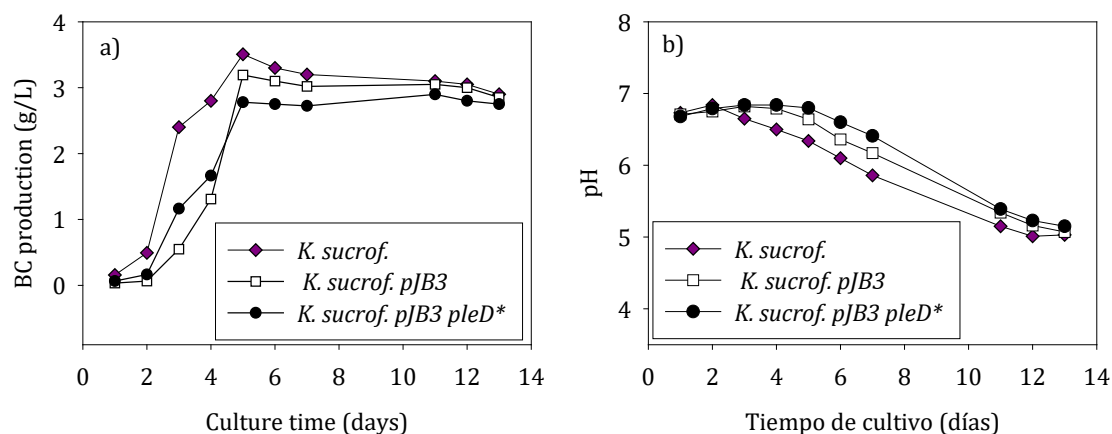 a)
BC production (g/L)
4
3
2
1
0
K. sucrof.
K. sucrof. pJB3
K. sucrof. pJB3 pleD*
0 2 4 6 8 10 12 14
Culture time (days)
b)
pH
8
7
6
5
4
K. sucrof.
K. sucrof. pJB3
K. sucrof. pJB3 pleD*
0 2 4 6 8 10 12 14
Tiempo de cultivo (días)